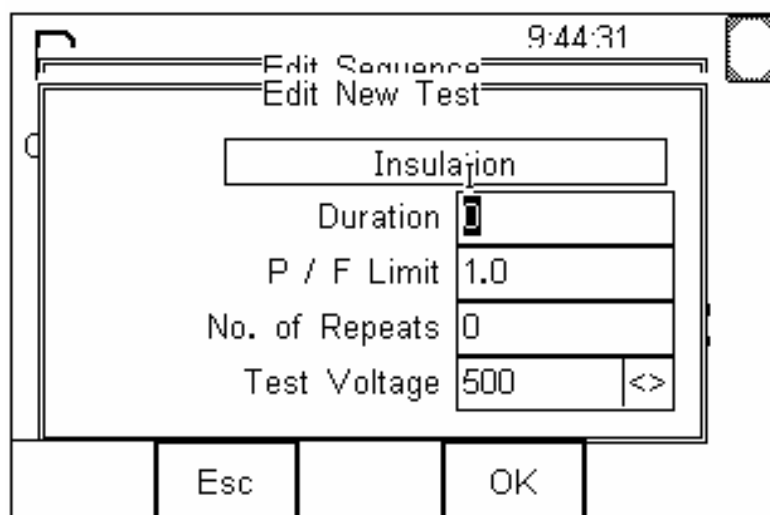 9:44:31
Edit Sequence
Edit New Test
Insulation
Duration 0
P / F Limit 1.0
No. of Repeats 0
Test Voltage 500 <>
Esc OK